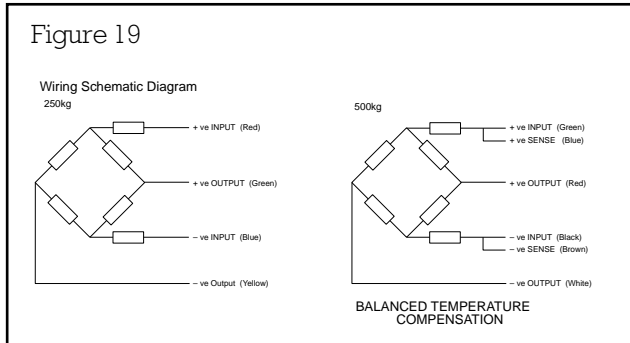 Figure 19
Wiring Schematic Diagram
250kg
+ ve INPUT (Red)
+ ve OUTPUT (Green)
– ve INPUT (Blue)
– ve Output (Yellow)
500kg
+ ve INPUT (Green)
+ ve SENSE (Blue)
+ ve OUTPUT (Red)
– ve INPUT (Black)
– ve SENSE (Brown)
– ve OUTPUT (White)
BALANCED TEMPERATURE
COMPENSATION